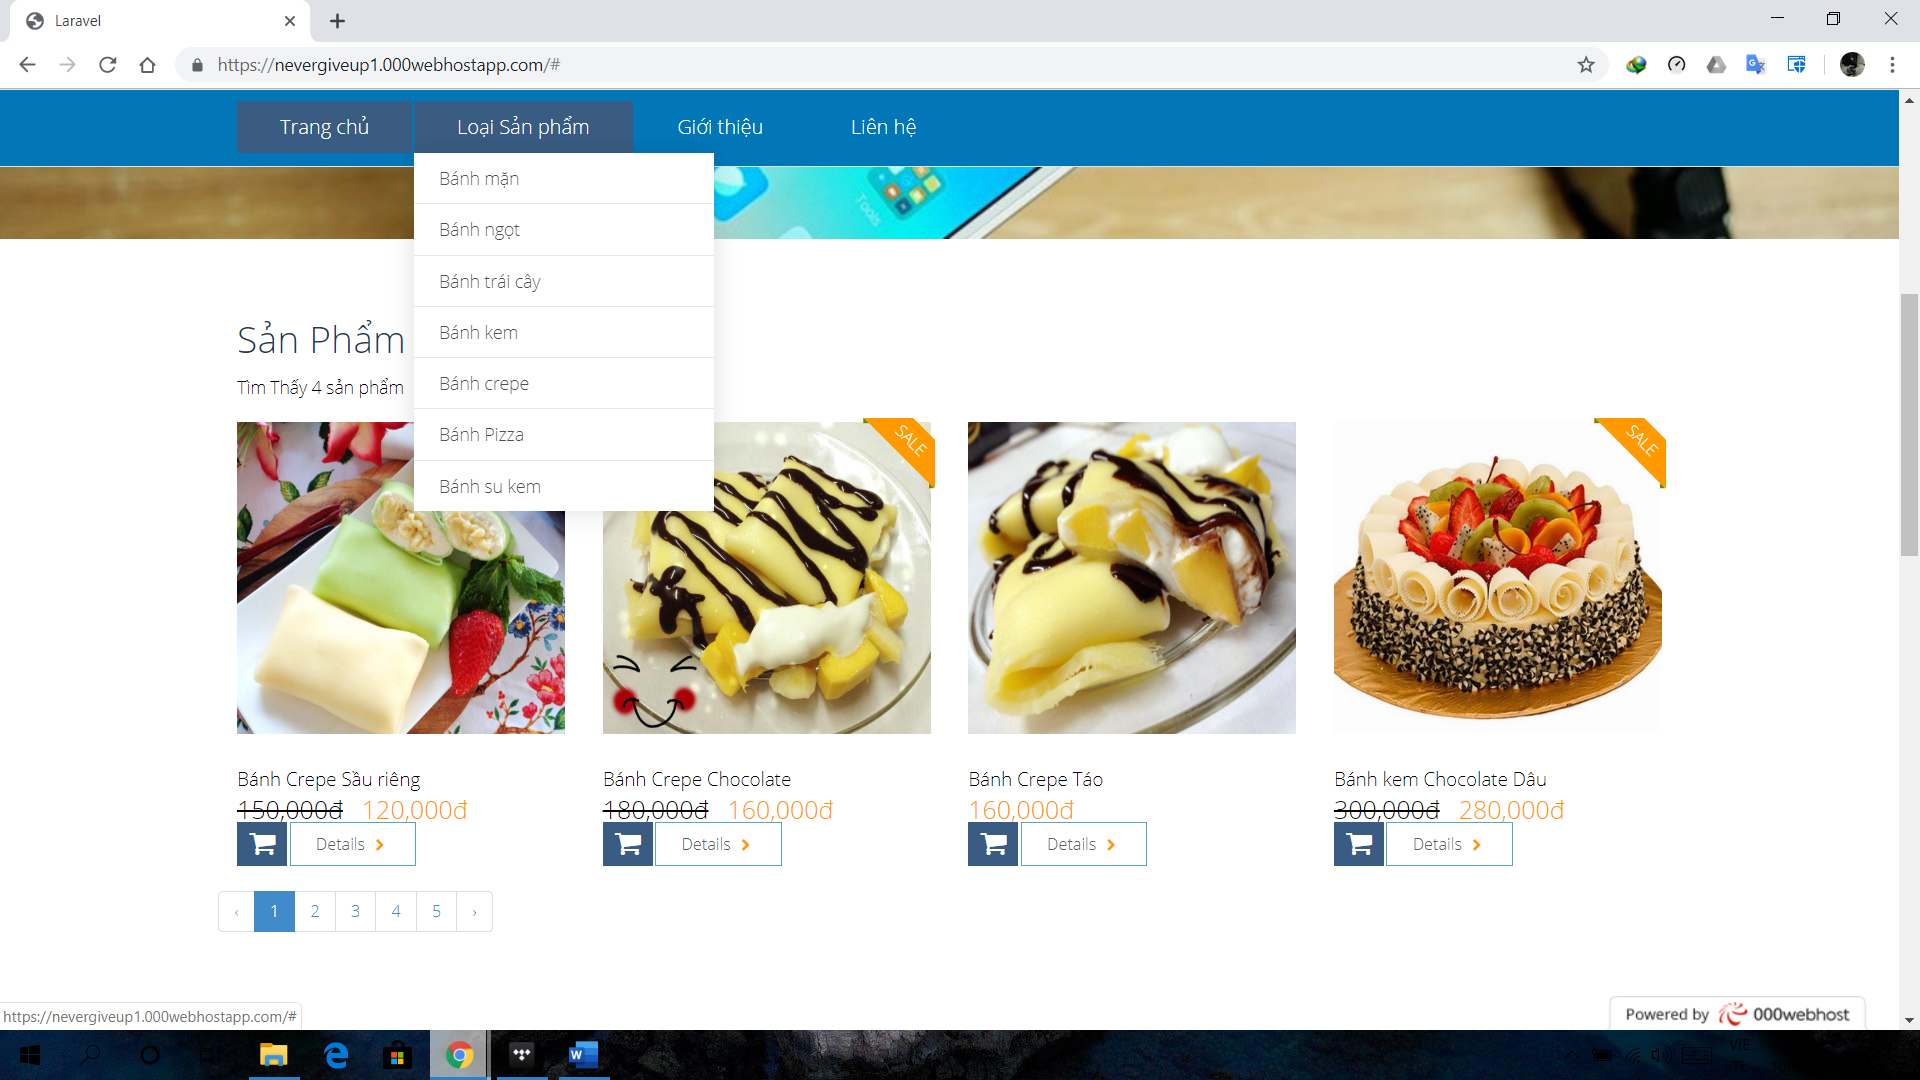 Laravel
https://nevergiveup1.000webhostapp.com/#
Trang chủ Loại Sản phẩm Giới thiệu Liên hệ
Bánh mặn
Bánh ngọt
Bánh trái cây
Bánh kem
Bánh crepe
Bánh Pizza
Bánh su kem
Tools
Sản Phẩm
Tìm Thấy 4 sản phẩm
SALE
SALE
Bánh Crepe Sầu riêng
150,000đ 120,000đ
Details
Bánh Crepe Chocolate
180,000đ 160,000đ
Details
Bánh Crepe Táo
160,000đ
Details
Bánh kem Chocolate Dâu
300,000đ 280,000đ
Details
‹ 1 2 3 4 5 ›
https://nevergiveup1.000webhostapp.com/#
Powered by 000webhost
VIE